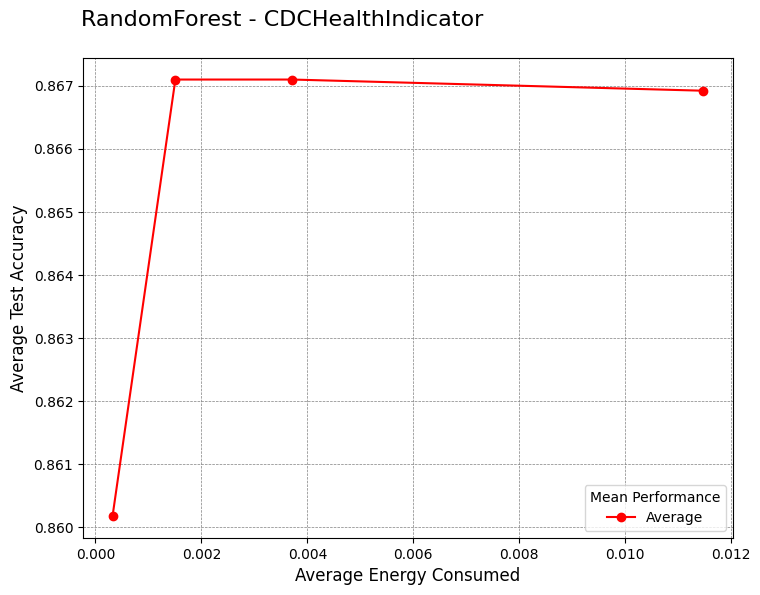 RandomForest - CDCHealthIndicator
Average Test Accuracy
0.867
0.866
0.865
0.864
0.863
0.862
0.861
0.860
Mean Performance
Average
0.000 0.002 0.004 0.006 0.008 0.010 0.012
Average Energy Consumed